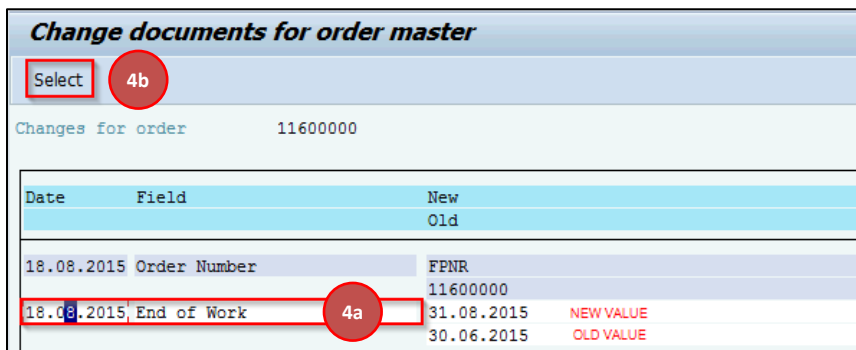 Change documents for order master
Select 4b
Changes for order 11600000
Date Field New
Old
18.08.2015 Order Number FPNR
11600000
18.08.2015 End of Work 4a 31.08.2015 NEW VALUE
30.06.2015 OLD VALUE